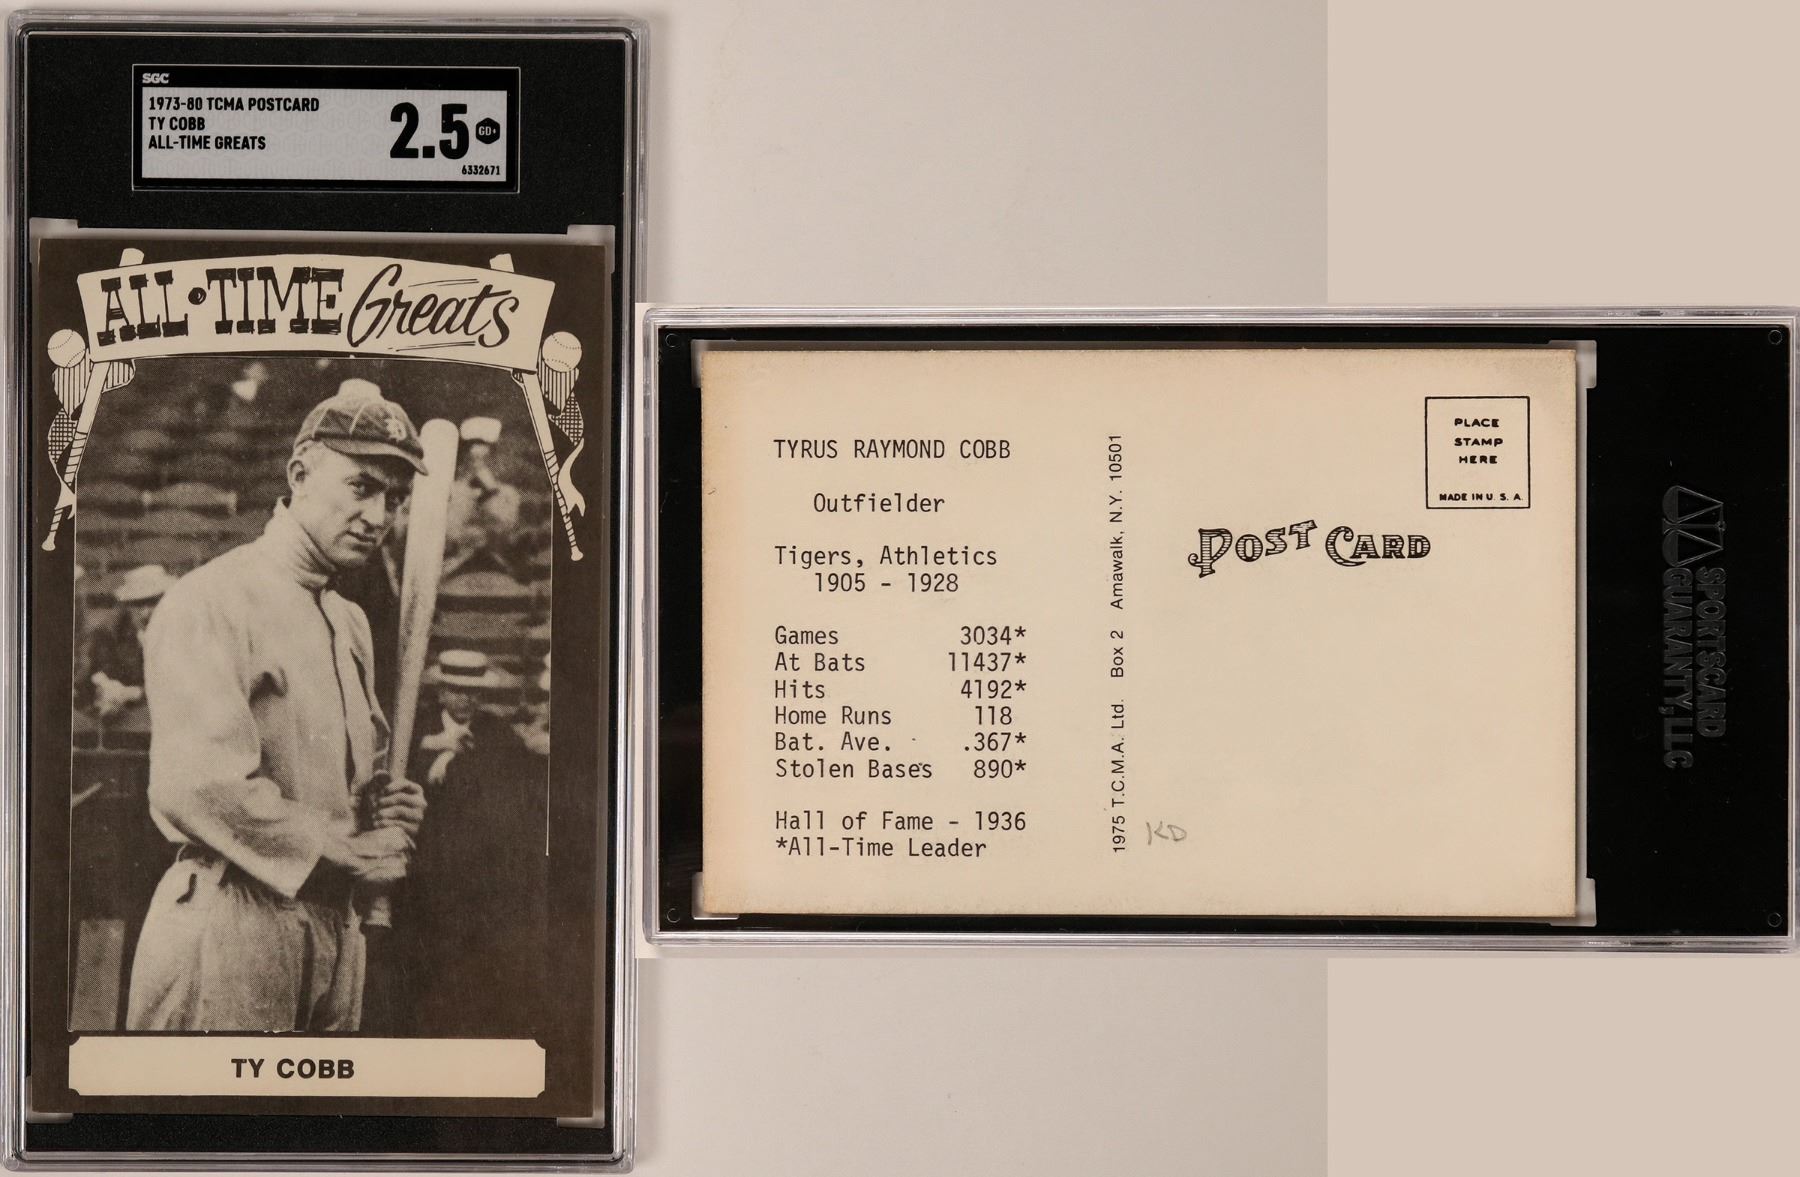 SGC
1973-80 TCMA POSTCARD
TY COBB
ALL-TIME GREATS
2.5
GD+
6332671
ALL·TIME Greats
TY COBB
TYRUS RAYMOND COBB
Outfielder
Tigers, Athletics
1905 - 1928
Games 3034*
At Bats 11437*
Hits 4192*
Home Runs 118
Bat. Ave. .367*
Stolen Bases 890*
Hall of Fame - 1936
*All-Time Leader
1975 T.C.M.A. Ltd. Box 2 Amawalk, N.Y. 10501
KD
PLACE
STAMP
HERE
MADE IN U. S. A.
POST CARD
SPORTSCARD
GUARANTY, LLC